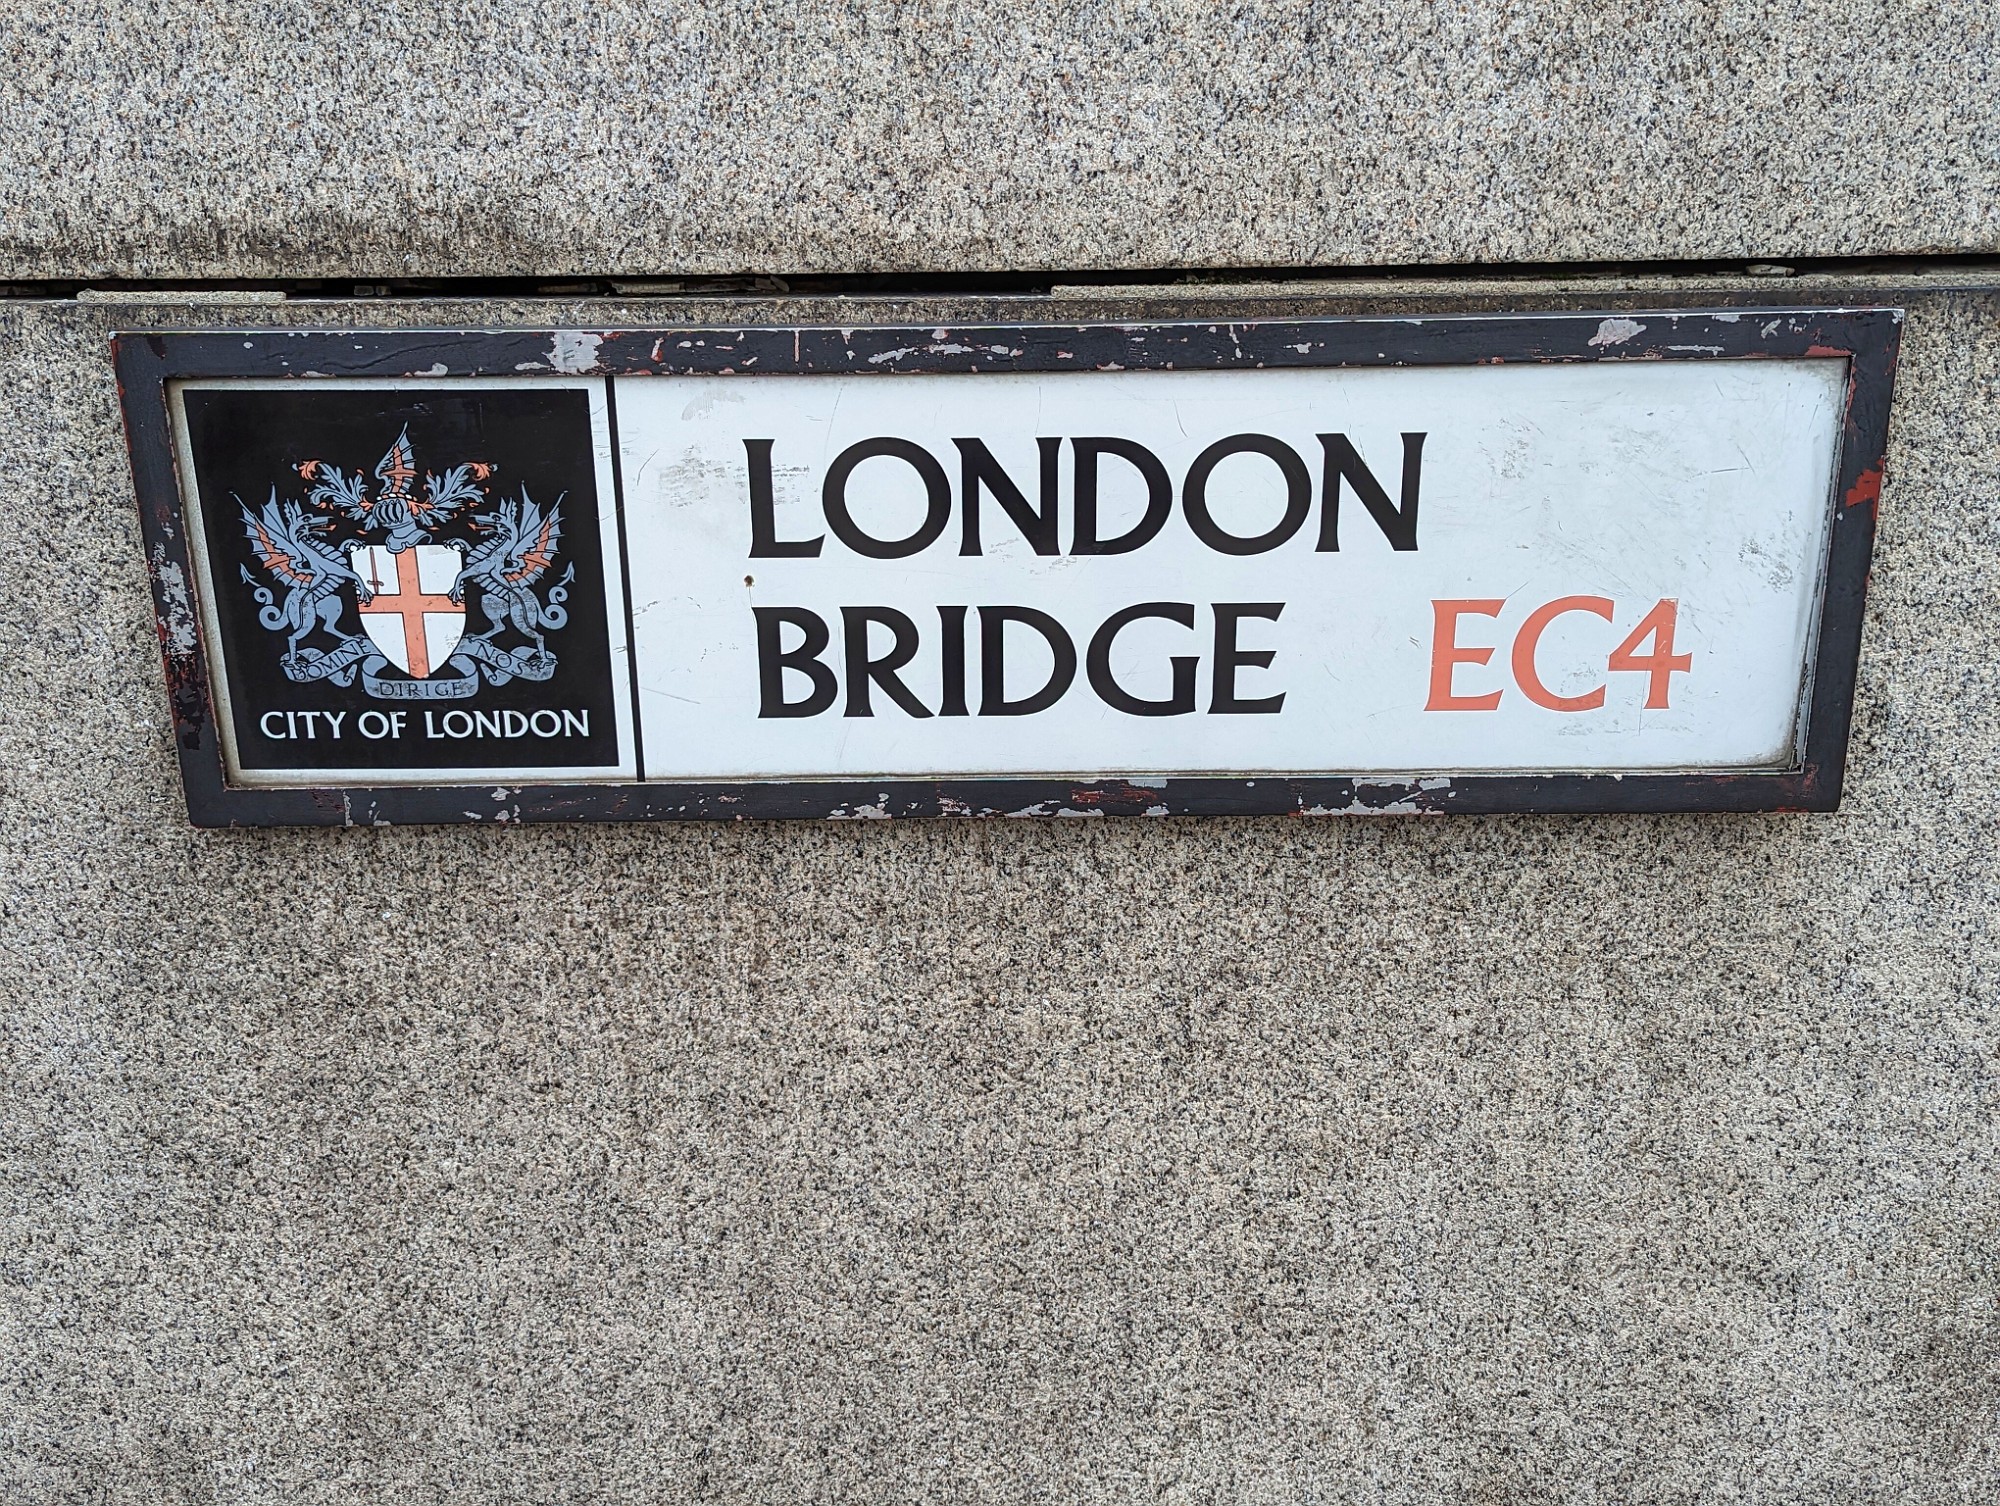 DOMINE NOS
DIRIGE
CITY OF LONDON
LONDON
BRIDGE EC4